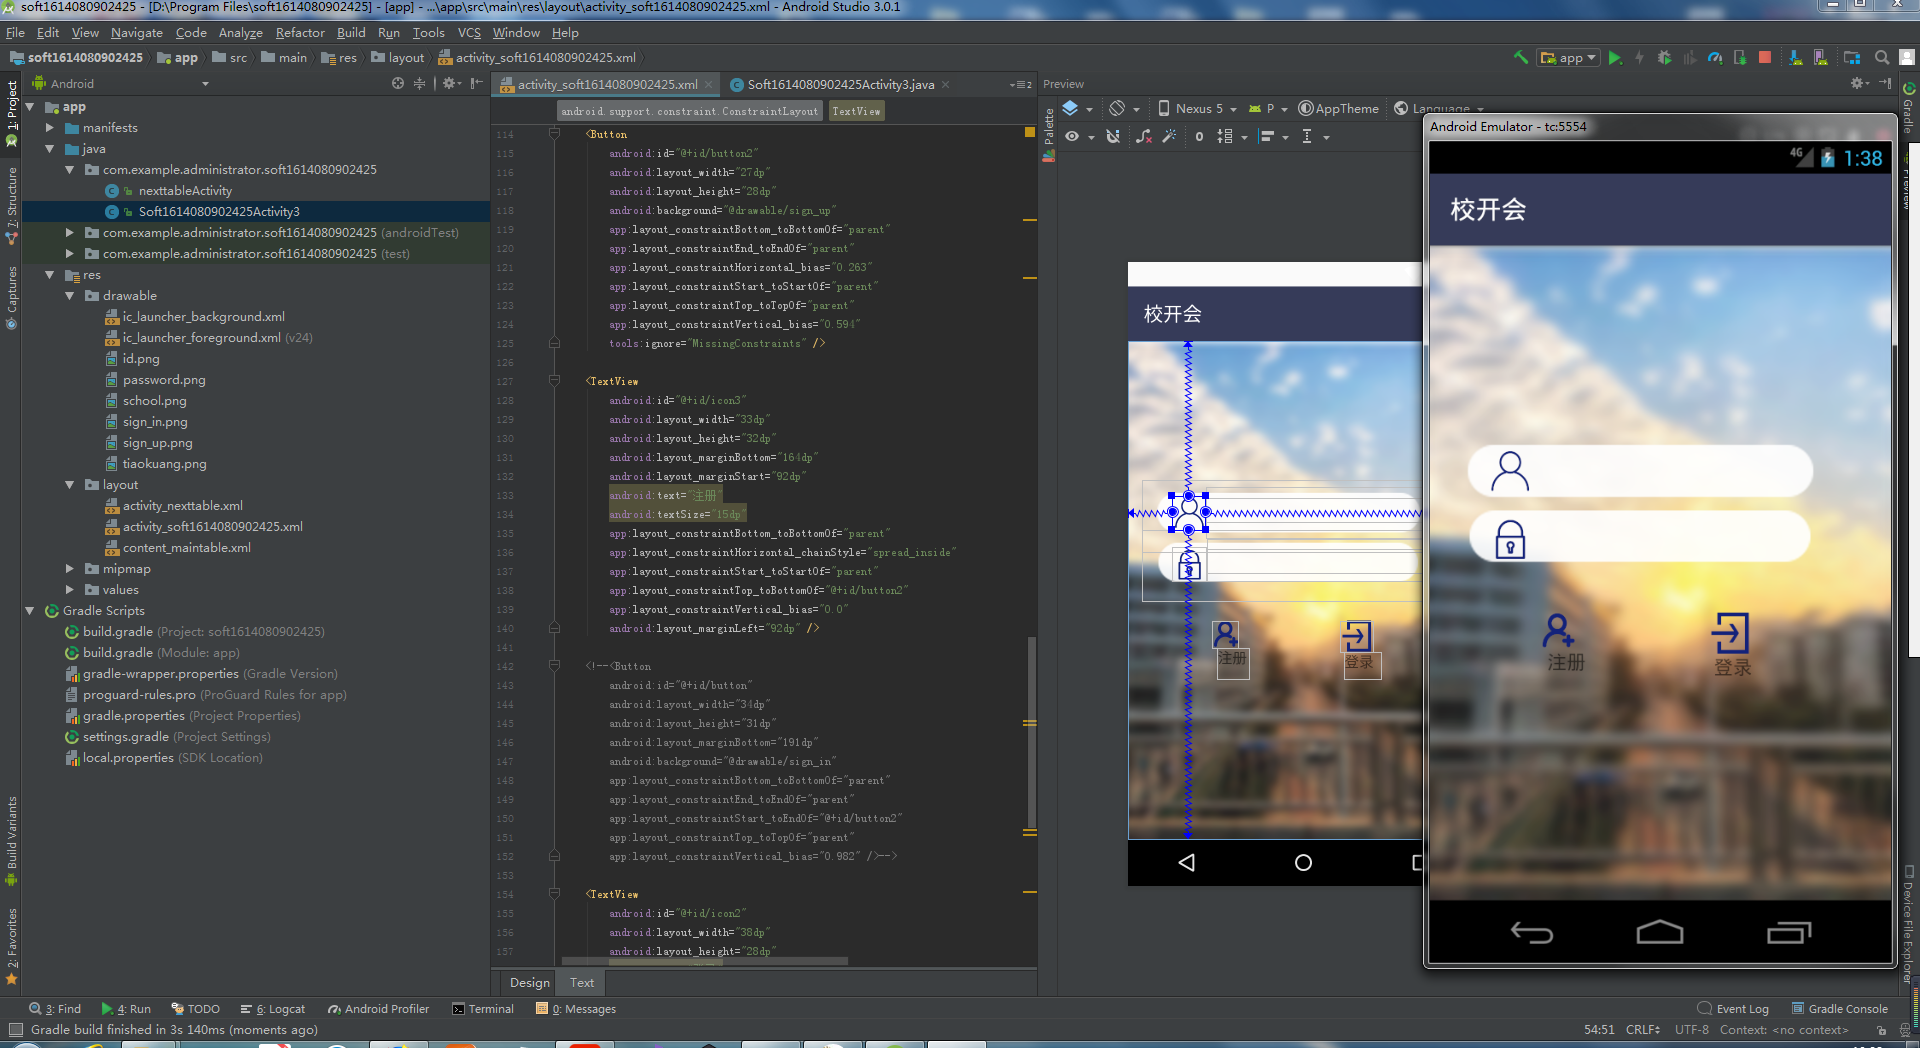 soft1614080902425 - [D:\Program Files\soft1614080902425] - [app] - ...\app\src\main\res\layout\activity_soft1614080902425.xml - Android Studio 3.0.1
File Edit View Navigate Code Analyze Refactor Build Run Tools VCS Window Help
soft1614080902425 app src main res layout activity_soft1614080902425.xml
app
Android
activity_soft1614080902425.xml Soft1614080902425Activity3.java
Preview
android.support.constraint.ConstraintLayout TextView
Nexus 5 P AppTheme Language
0
1: Project
7: Structure
Captures
Build Variants
2: Favorites
app
manifests
java
com.example.administrator.soft1614080902425
nexttableActivity
Soft1614080902425Activity3
com.example.administrator.soft1614080902425 (androidTest)
com.example.administrator.soft1614080902425 (test)
res
drawable
ic_launcher_background.xml
ic_launcher_foreground.xml (v24)
id.png
password.png
school.png
sign_in.png
sign_up.png
tiaokuang.png
layout
activity_nexttable.xml
activity_soft1614080902425.xml
content_maintable.xml
mipmap
values
Gradle Scripts
build.gradle (Project: soft1614080902425)
build.gradle (Module: app)
gradle-wrapper.properties (Gradle Version)
proguard-rules.pro (ProGuard Rules for app)
gradle.properties (Project Properties)
settings.gradle (Project Settings)
local.properties (SDK Location)
114 <Button
115 android:id="@+id/button2"
116 android:layout_width="27dp"
117 android:layout_height="28dp"
118 android:background="@drawable/sign_up"
119 app:layout_constraintBottom_toBottomOf="parent"
120 app:layout_constraintEnd_toEndOf="parent"
121 app:layout_constraintHorizontal_bias="0.263"
122 app:layout_constraintStart_toStartOf="parent"
123 app:layout_constraintTop_toTopOf="parent"
124 app:layout_constraintVertical_bias="0.594"
125 tools:ignore="MissingConstraints" />
126
127 <TextView
128 android:id="@+id/icon3"
129 android:layout_width="33dp"
130 android:layout_height="32dp"
131 android:layout_marginBottom="164dp"
132 android:layout_marginStart="92dp"
133 android:text="注册"
134 android:textSize="15dp"
135 app:layout_constraintBottom_toBottomOf="parent"
136 app:layout_constraintHorizontal_chainStyle="spread_inside"
137 app:layout_constraintStart_toStartOf="parent"
138 app:layout_constraintTop_toBottomOf="@+id/button2"
139 app:layout_constraintVertical_bias="0.0"
140 android:layout_marginLeft="92dp" />
141
142 <!--<Button
143 android:id="@+id/button"
144 android:layout_width="34dp"
145 android:layout_height="31dp"
146 android:layout_marginBottom="191dp"
147 android:background="@drawable/sign_in"
148 app:layout_constraintBottom_toBottomOf="parent"
149 app:layout_constraintEnd_toEndOf="parent"
150 app:layout_constraintStart_toEndOf="@+id/button2"
151 app:layout_constraintTop_toTopOf="parent"
152 app:layout_constraintVertical_bias="0.982" />-->
153
154 <TextView
155 android:id="@+id/icon2"
156 android:layout_width="38dp"
157 android:layout_height="28dp"
Design Text
Palette
校开会
注册
登录
Android Emulator - tc:5554
4G 1:38
校开会
注册
登录
Gradle
Preview
Device File Explorer
3: Find 4: Run TODO 6: Logcat Android Profiler Terminal 0: Messages Event Log Gradle Console
Gradle build finished in 3s 140ms (moments ago) 54:51 CRLF UTF-8 Context: <no context>